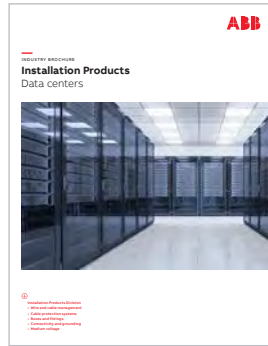 ABB
INDUSTRY BROCHURE
Installation Products
Data centers
Installation Products Division
• Wire and cable management
• Cable protection systems
• Boxes and fittings
• Connectivity and grounding
• Medium voltage